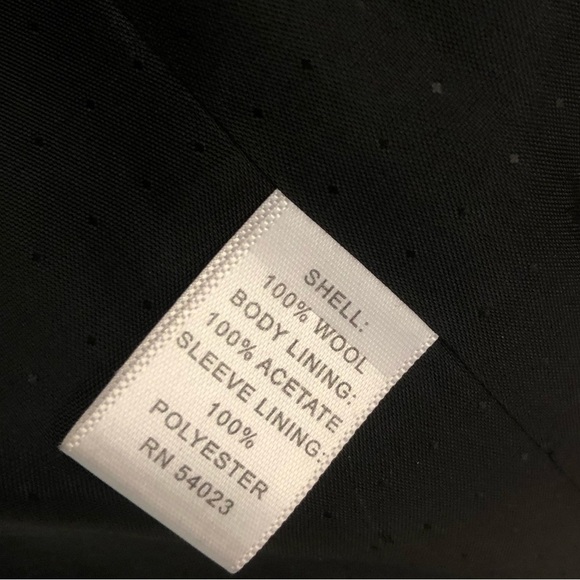 SHELL:
100% WOOL
BODY LINING:
100% ACETATE
SLEEVE LINING:
100%
POLYESTER
RN 54023